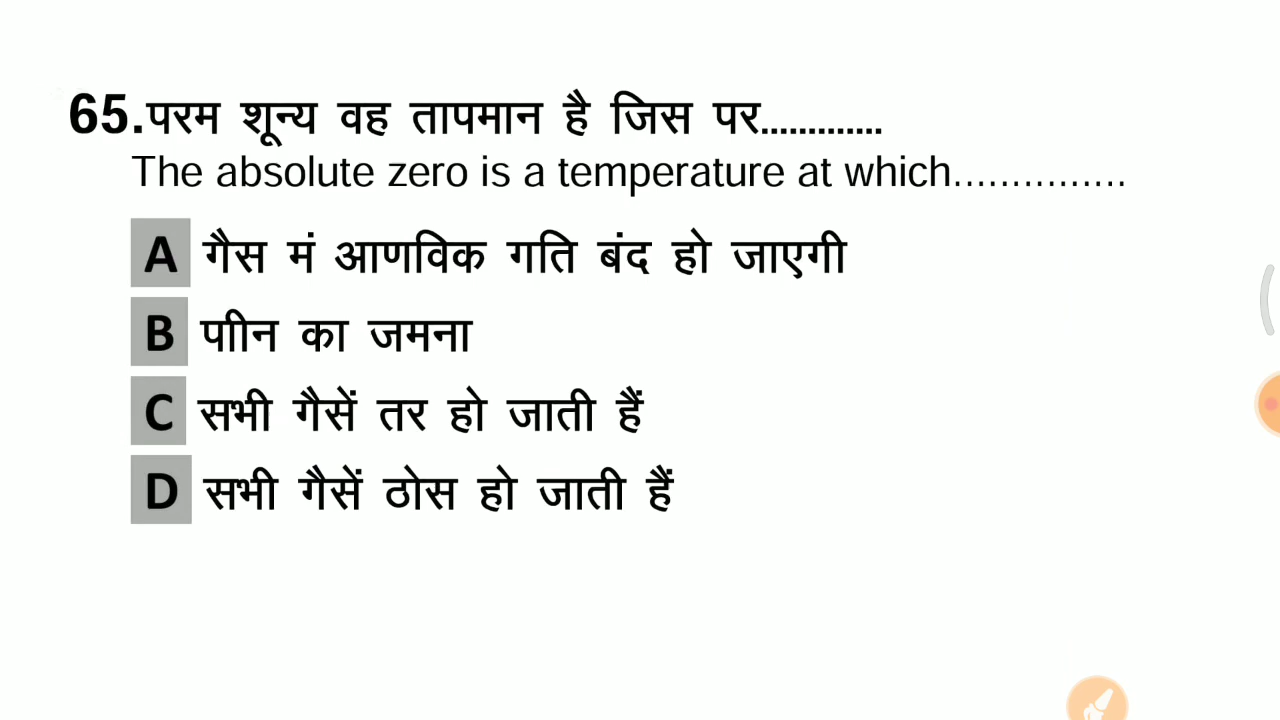 65.परम शून्य वह तापमान है जिस पर.............
The absolute zero is a temperature at which...............
A गैस मं आणविक गति बंद हो जाएगी
B पाीन का जमना
C सभी गैसें तर हो जाती हैं
D सभी गैसें ठोस हो जाती हैं